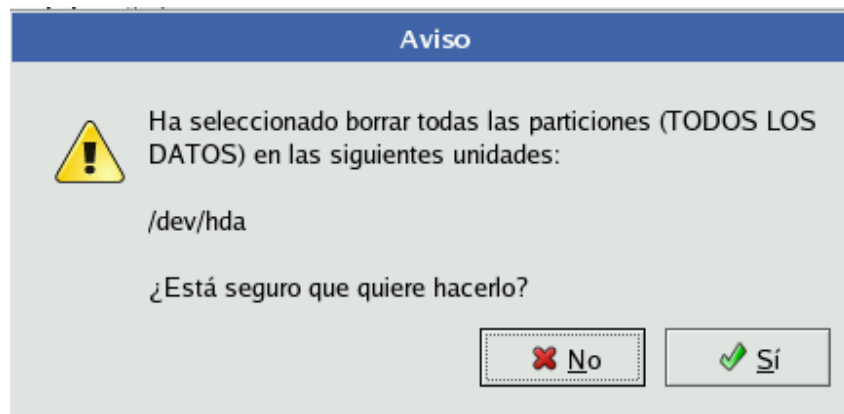 Aviso
Ha seleccionado borrar todas las particiones (TODOS LOS
DATOS) en las siguientes unidades:
/dev/hda
¿Está seguro que quiere hacerlo?
No
Sí